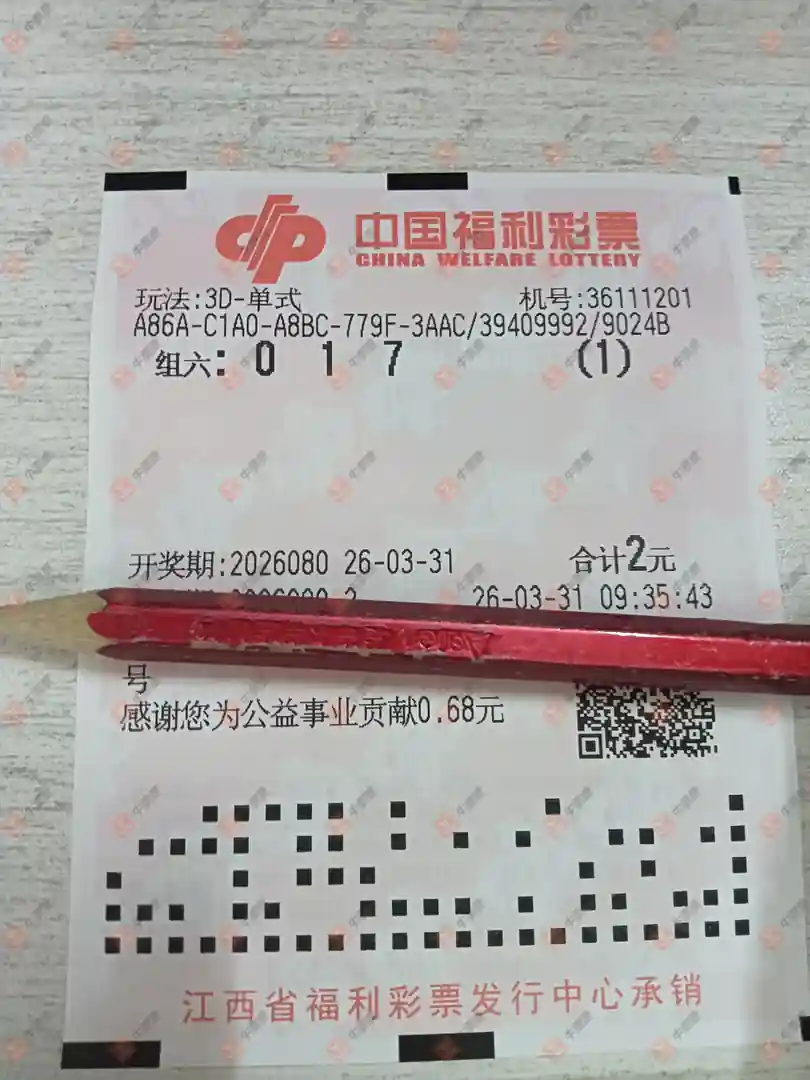 中国福利彩票
CHINA WELFARE LOTTERY
玩法:3D-单式 机号:36111201
A86A-C1A0-A8BC-779F-3AAC/39409992/9024B
组六: 0 1 7 (1)
开奖期:2026080 26-03-31 合计2元
26-03-31 09:35:43
号
感谢您为公益事业贡献0.68元
江西省福利彩票发行中心承销